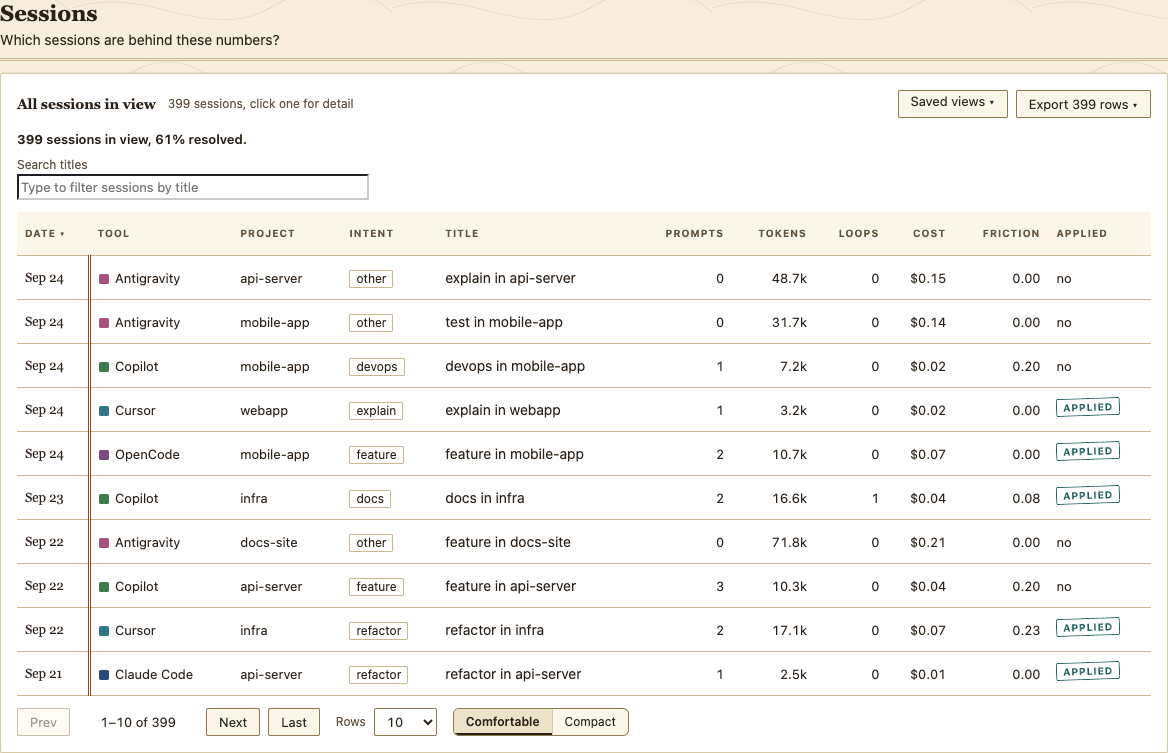 Sessions
Which sessions are behind these numbers?
All sessions in view 399 sessions, click one for detail Saved views ▾ Export 399 rows ▾
399 sessions in view, 61% resolved.
Search titles
Type to filter sessions by title
DATE ▾ TOOL PROJECT INTENT TITLE PROMPTS TOKENS LOOPS COST FRICTION APPLIED
Sep 24 Antigravity api-server other explain in api-server 0 48.7k 0 $0.15 0.00 no
Sep 24 Antigravity mobile-app other test in mobile-app 0 31.7k 0 $0.14 0.00 no
Sep 24 Copilot mobile-app devops devops in mobile-app 1 7.2k 0 $0.02 0.20 no
Sep 24 Cursor webapp explain explain in webapp 1 3.2k 0 $0.02 0.00 APPLIED
Sep 24 OpenCode mobile-app feature feature in mobile-app 2 10.7k 0 $0.07 0.00 APPLIED
Sep 23 Copilot infra docs docs in infra 2 16.6k 1 $0.04 0.08 APPLIED
Sep 22 Antigravity docs-site other feature in docs-site 0 71.8k 0 $0.21 0.00 no
Sep 22 Copilot api-server feature feature in api-server 3 10.3k 0 $0.04 0.20 no
Sep 22 Cursor infra refactor refactor in infra 2 17.1k 0 $0.07 0.23 APPLIED
Sep 21 Claude Code api-server refactor refactor in api-server 1 2.5k 0 $0.01 0.00 APPLIED
Prev 1–10 of 399 Next Last Rows 10 Comfortable Compact